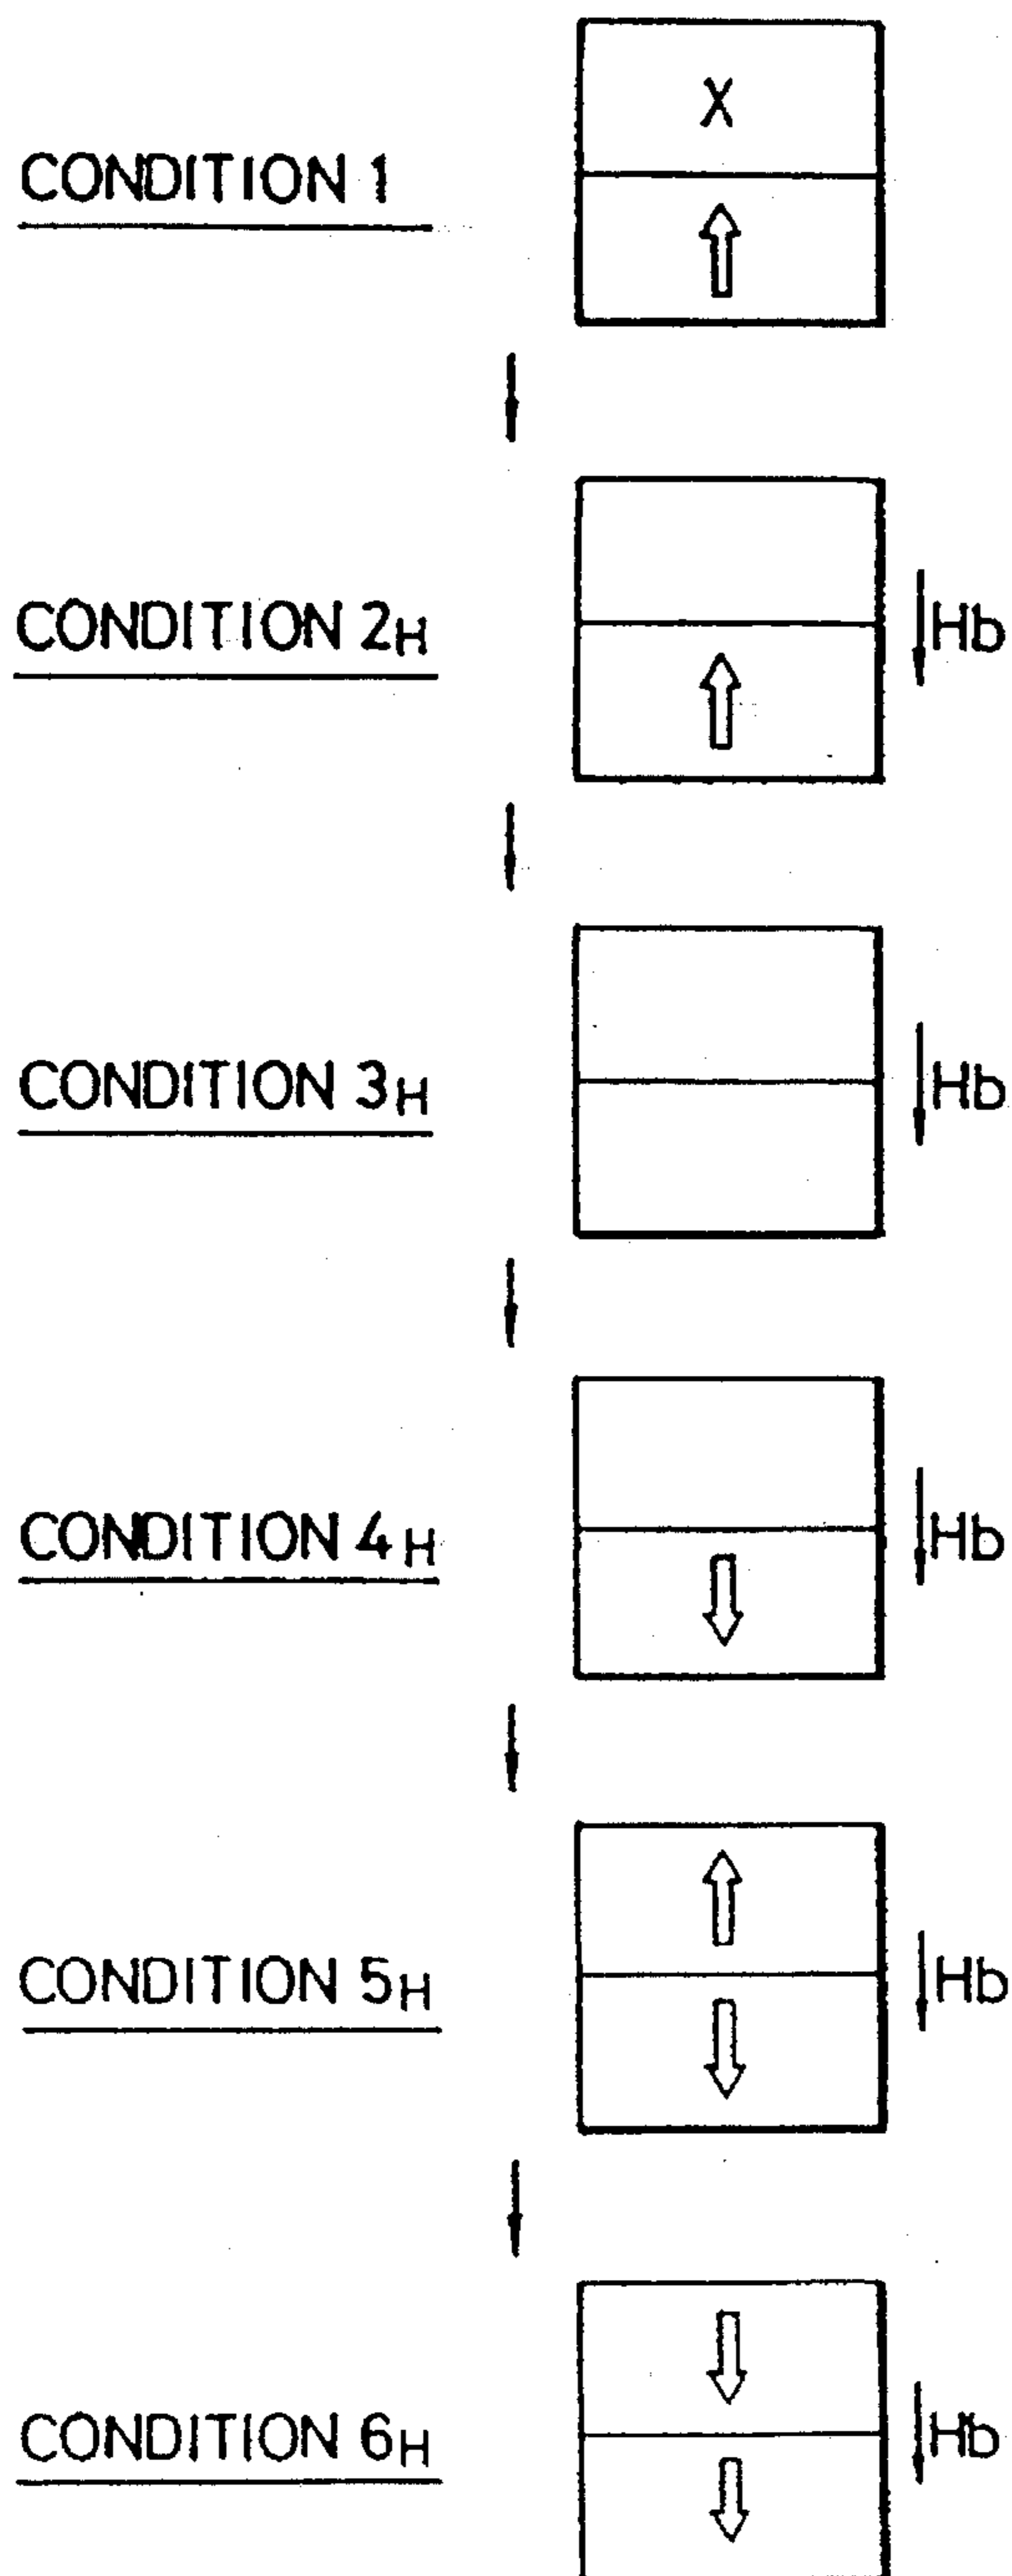 X
CONDITION 1
CONDITION 2H
Hb
CONDITION 3H
Hb
CONDITION 4H
Hb
CONDITION 5H
Hb
CONDITION 6H
Hb